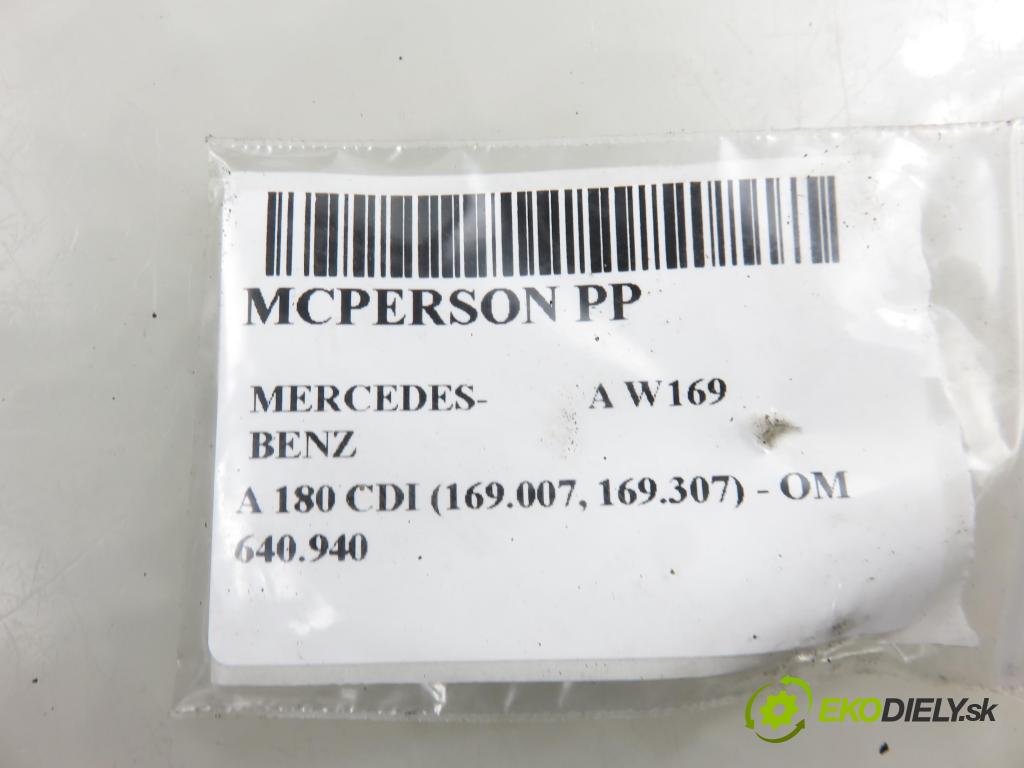 MCPERSON PP
MERCEDES- A W169
BENZ
A 180 CDI (169.007, 169.307) - OM
640.940
EKODIELY.sk